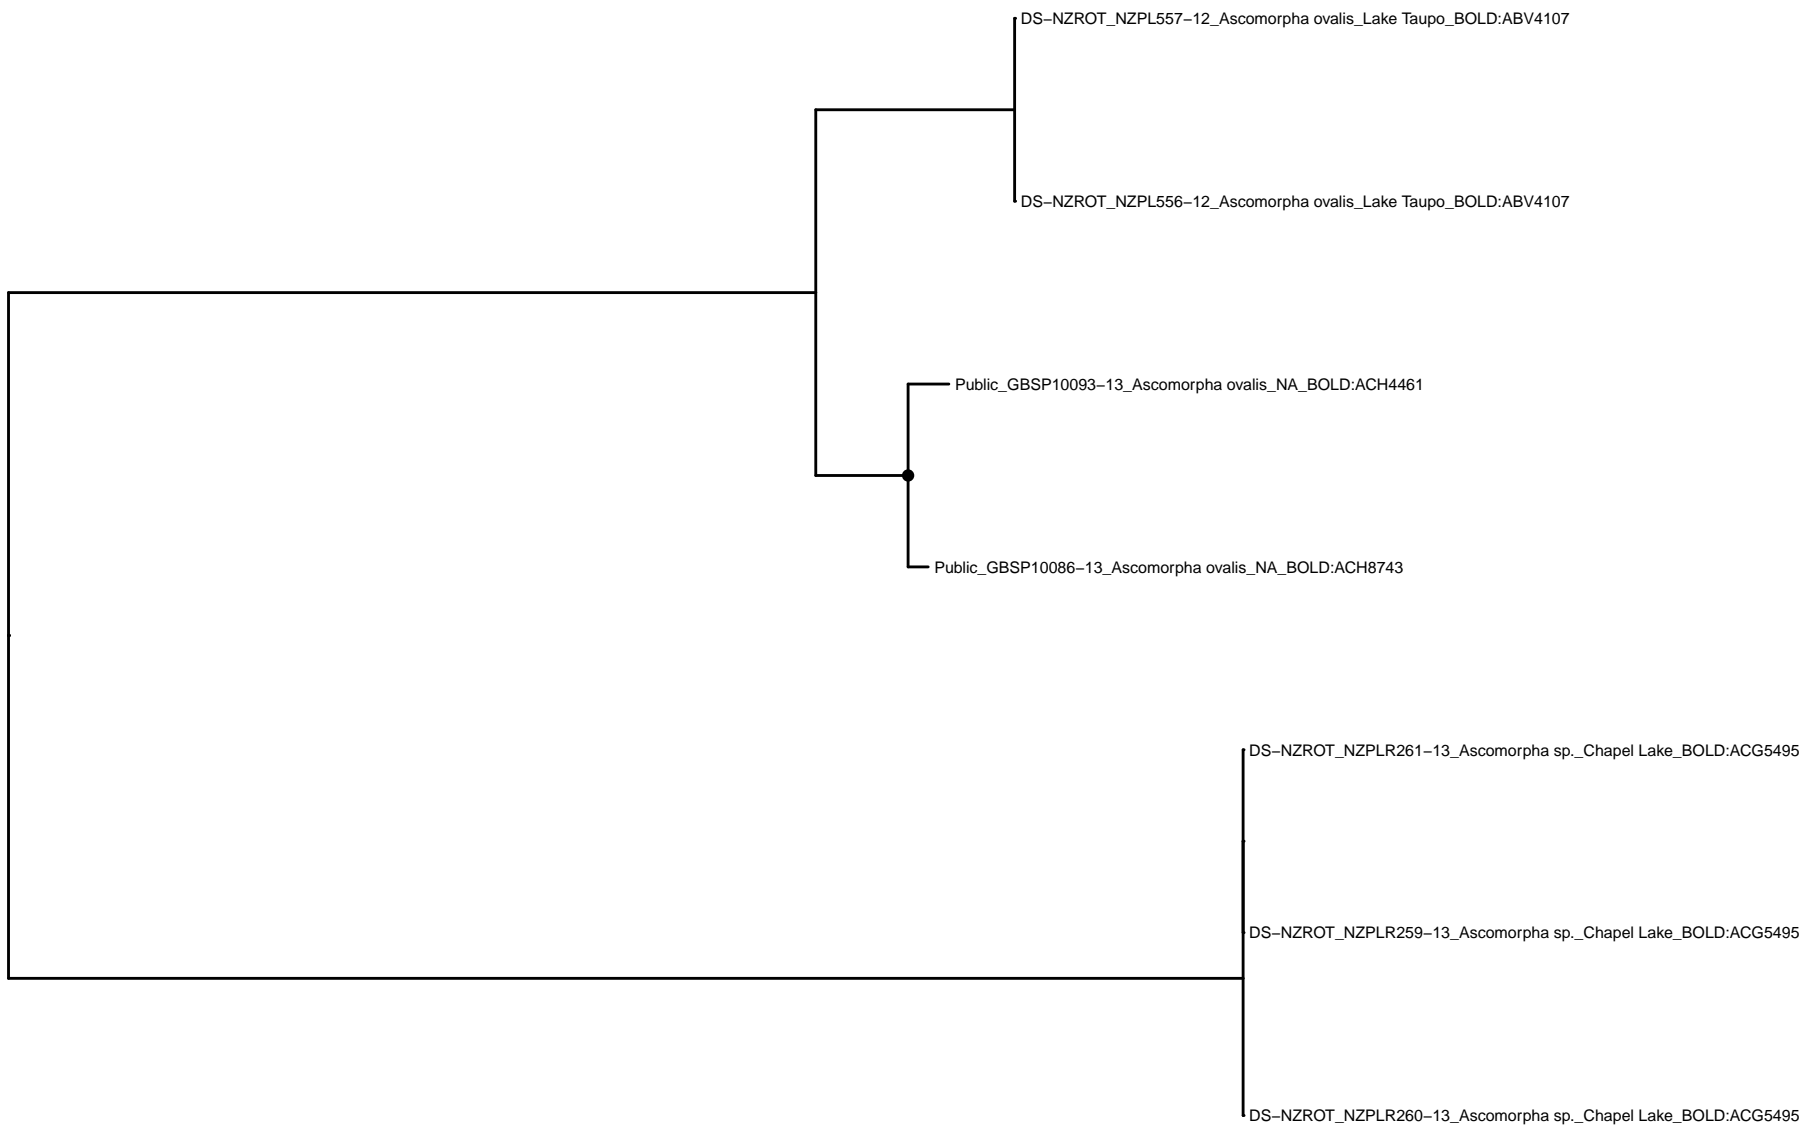 DS−NZROT_NZPL557−12_Ascomorpha ovalis_Lake Taupo_BOLD:ABV4107
DS−NZROT_NZPL556−12_Ascomorpha ovalis_Lake Taupo_BOLD:ABV4107
Public_GBSP10093−13_Ascomorpha ovalis_NA_BOLD:ACH4461
Public_GBSP10086−13_Ascomorpha ovalis_NA_BOLD:ACH8743
DS−NZROT_NZPLR261−13_Ascomorpha sp._Chapel Lake_BOLD:ACG5495
DS−NZROT_NZPLR259−13_Ascomorpha sp._Chapel Lake_BOLD:ACG5495
DS−NZROT_NZPLR260−13_Ascomorpha sp._Chapel Lake_BOLD:ACG5495